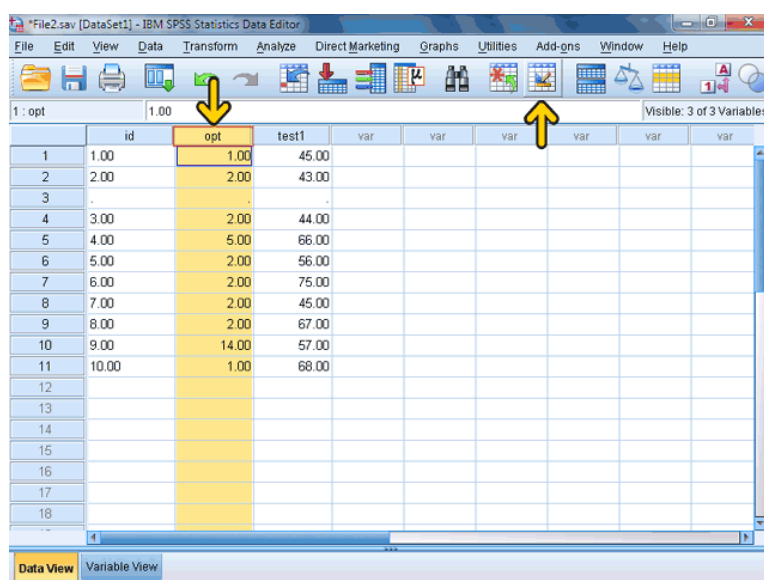 *File2.sav [DataSet1] - IBM SPSS Statistics Data Editor
File Edit View Data Transform Analyze Direct Marketing Graphs Utilities Add-ons Window Help
1 : opt 1.00 Visible: 3 of 3 Variables
id opt test1 var var var var var var
1 1.00 1.00 45.00
2 2.00 2.00 43.00
3 . . .
4 3.00 2.00 44.00
5 4.00 5.00 66.00
6 5.00 2.00 56.00
7 6.00 2.00 75.00
8 7.00 2.00 45.00
9 8.00 2.00 67.00
10 9.00 14.00 57.00
11 10.00 1.00 68.00
12
13
14
15
16
17
18
Data View Variable View